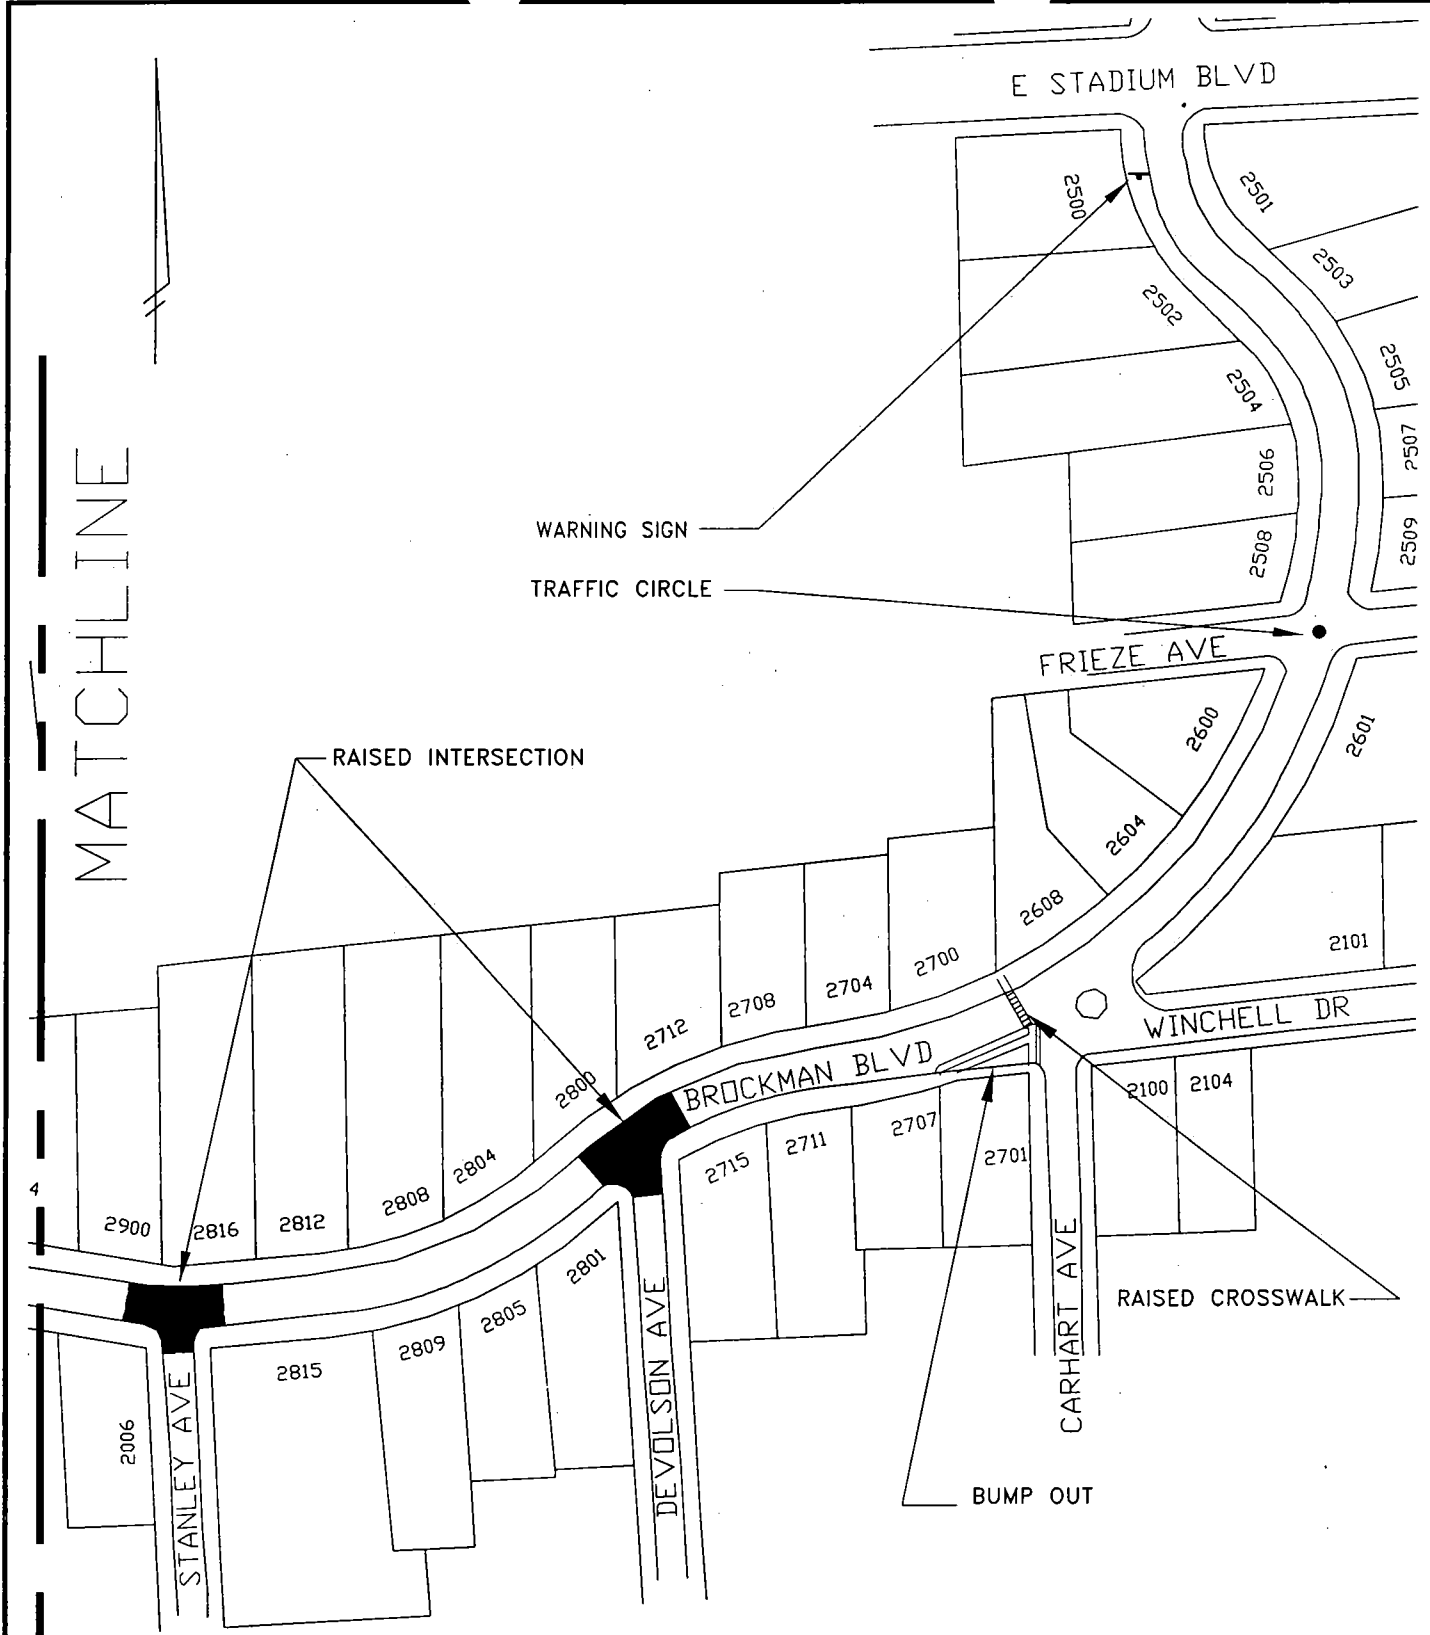 E STADIUM BLVD
2500
2501
2503
2502
2505
2504
2507
2506
2509
2508
WARNING SIGN
TRAFFIC CIRCLE
FRIEZE AVE
MATCHLINE
RAISED INTERSECTION
2600
2601
2604
2608
2101
2700
2704
2708
2712
WINCHELL DR
BROCKMAN BLVD
2800
2100
2104
2707
2711
2715
2701
2804
2808
2812
2816
2900
4
2801
2805
2809
2815
2006
CARHART AVE
RAISED CROSSWALK
DEVOLSON AVE
STANLEY AVE
BUMP OUT